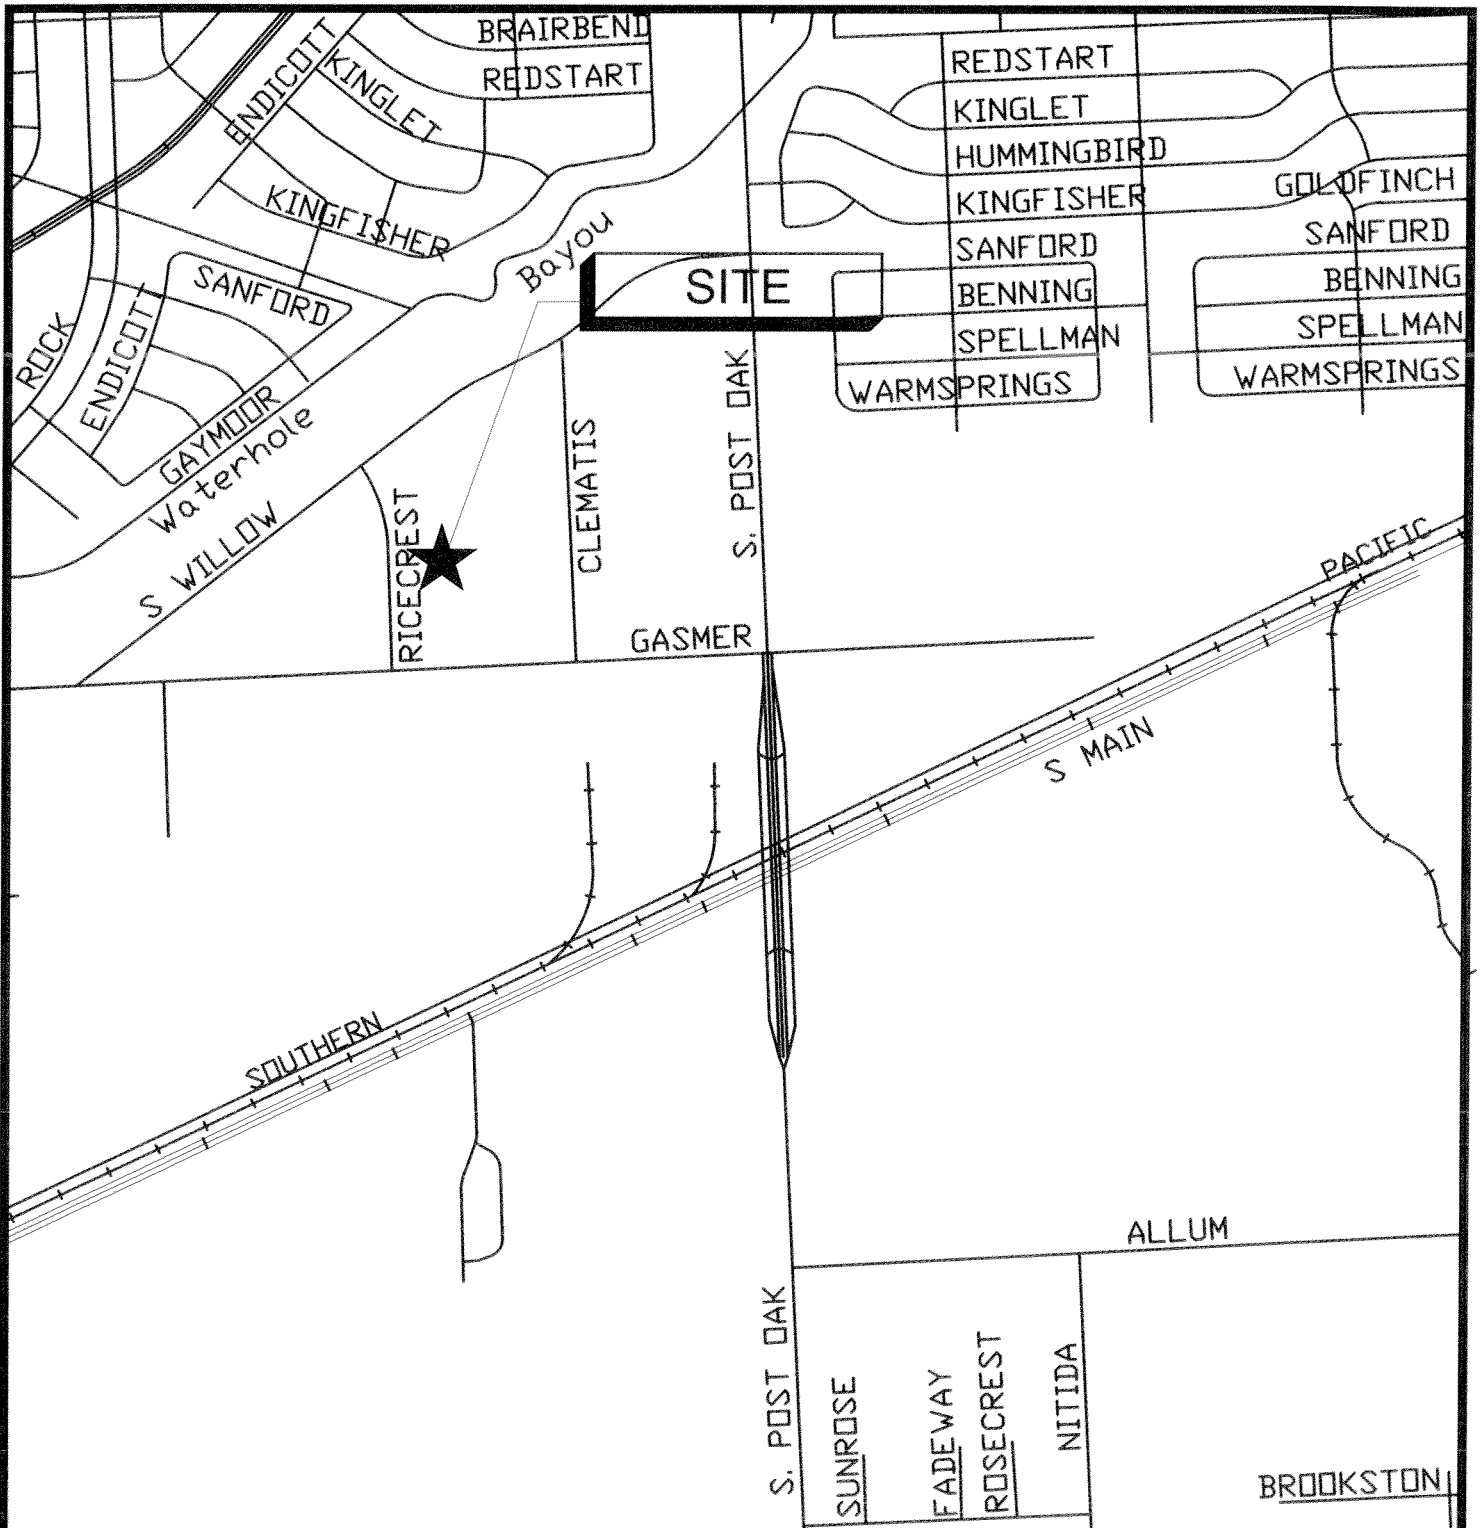 BRAIRBEND
REDSTART
ENDICOTT
KINGLET
KINGFISHER
SANFORD
ROCK
ENDICOTT
GAYMOOR
Waterhole
Bayou
S WILLOW
SITE
REDSTART
KINGLET
HUMMINGBIRD
KINGFISHER
GOLDFINCH
SANFORD
SANFORD
BENNING
BENNING
SPELLMAN
SPELLMAN
WARMSPRINGS
WARMSPRINGS
RICECREST
CLEMATIS
S. POST OAK
GASMER
PACIFIC
S MAIN
SOUTHERN
ALLUM
S. POST OAK
SUNROSE
FADEWAY
ROSECREST
NITIDA
BROOKSTON